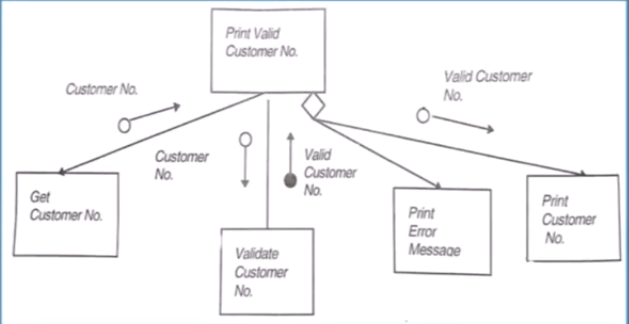 Print Valid
Customer No.
Customer No.
Valid Customer
No.
Customer
No.
Valid
Customer
No.
Get
Customer No.
Validate
Customer
No.
Print
Error
Message
Print
Customer
No.